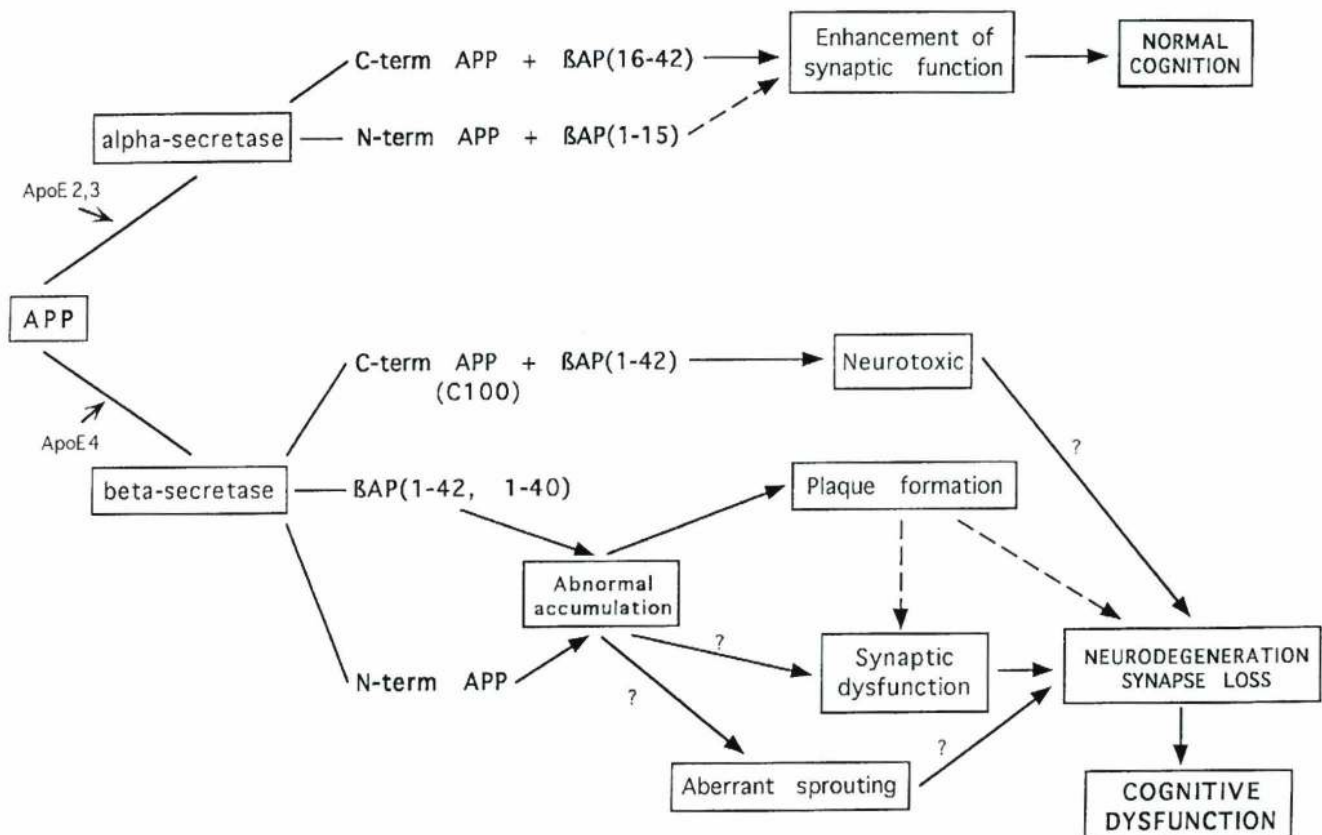 C-term APP + ßAP(16-42)
Enhancement of
synaptic function
NORMAL
COGNITION
alpha-secretase
N-term APP + ßAP(1-15)
ApoE 2,3
APP
C-term APP + ßAP(1-42)
(C100)
Neurotoxic
ApoE 4
?
beta-secretase
ßAP(1-42, 1-40)
Plaque formation
Abnormal
accumulation
?
Synaptic
dysfunction
NEURODEGENERATION
SYNAPSE LOSS
N-term APP
?
?
Aberrant sprouting
COGNITIVE
DYSFUNCTION